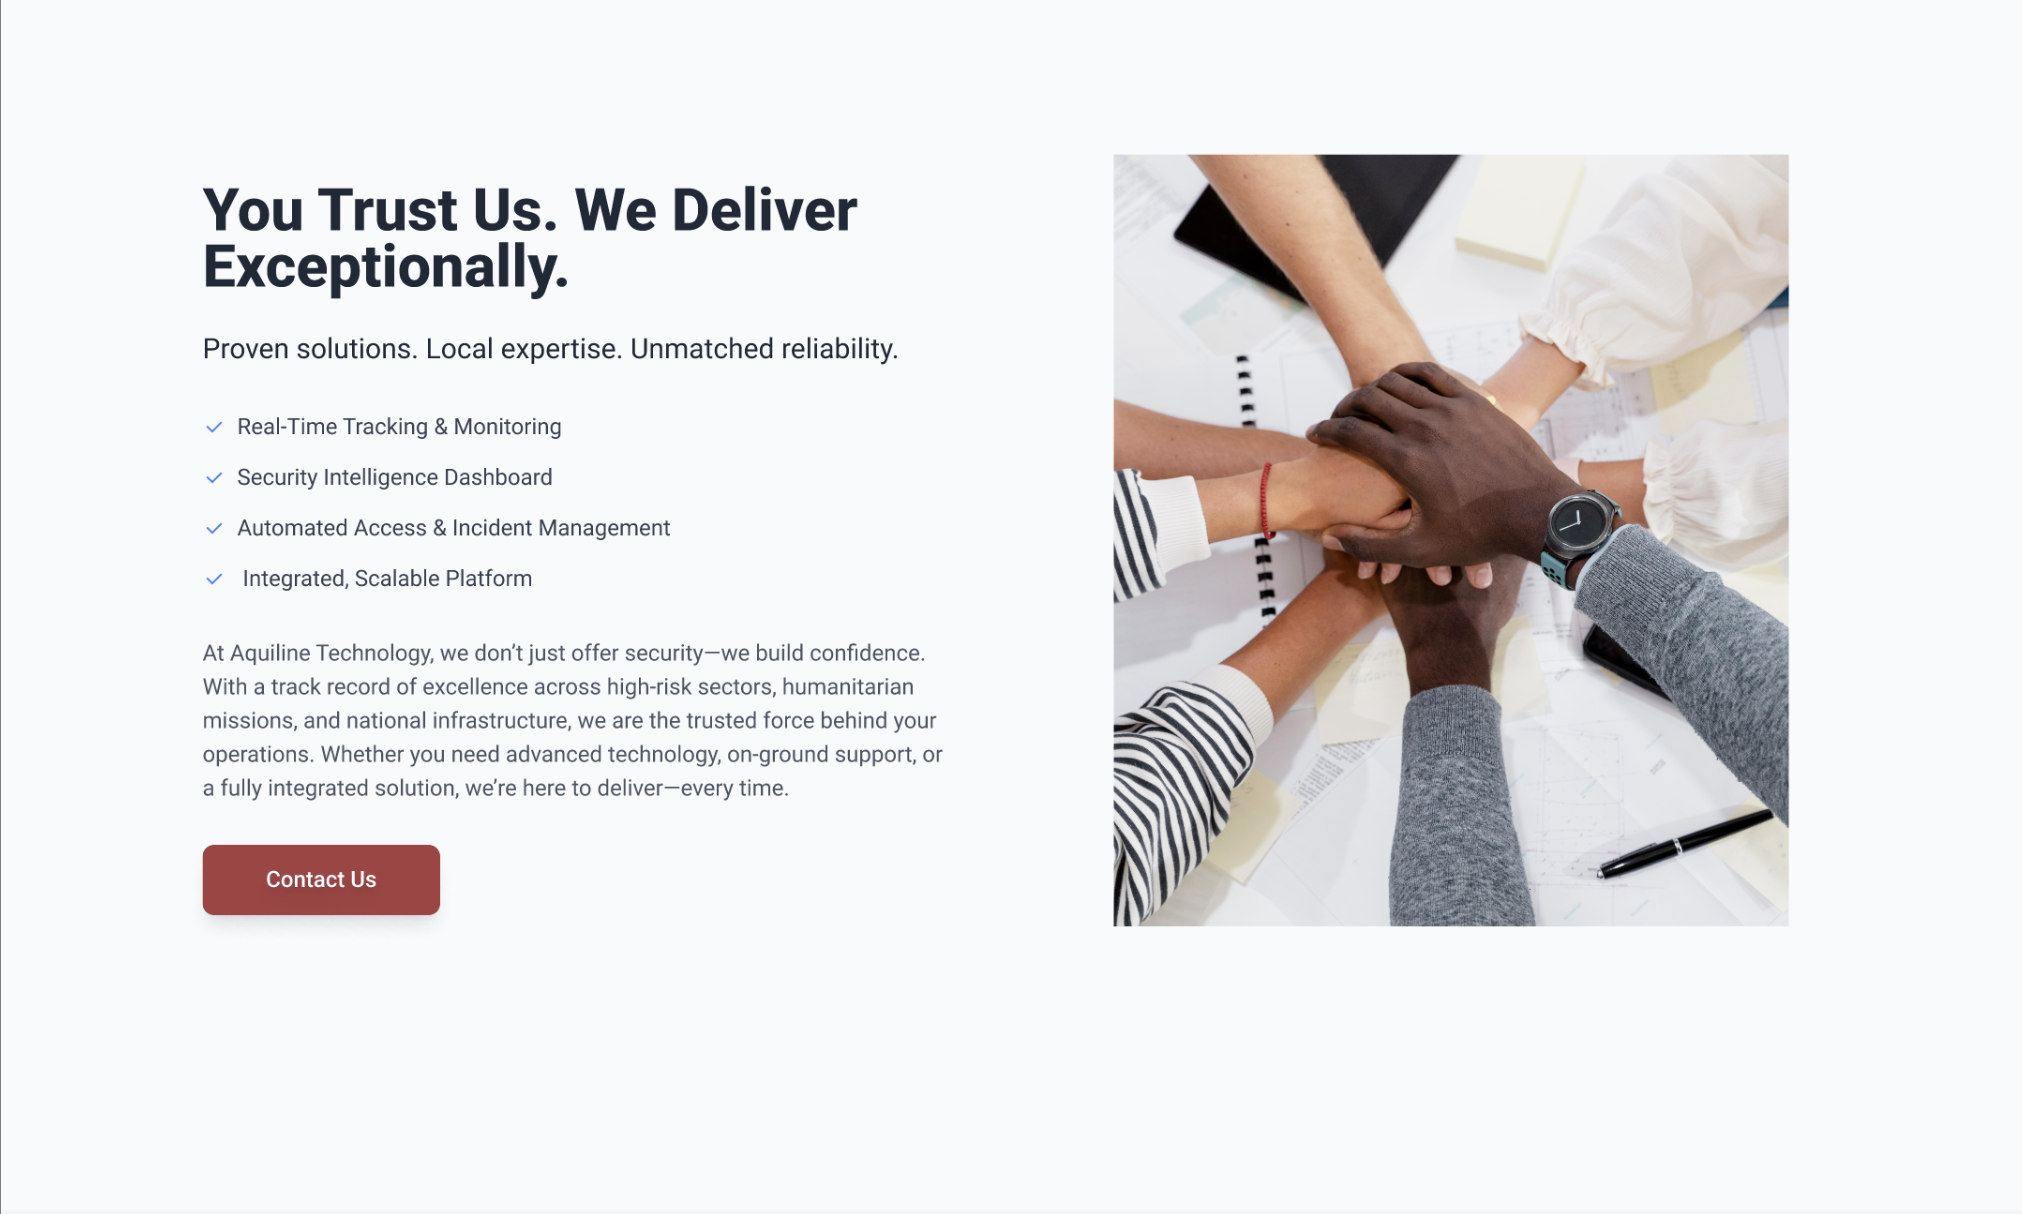 You Trust Us. We Deliver
Exceptionally.
Proven solutions. Local expertise. Unmatched reliability.
Real-Time Tracking & Monitoring
Security Intelligence Dashboard
Automated Access & Incident Management
Integrated, Scalable Platform
At Aquiline Technology, we don’t just offer security—we build confidence.
With a track record of excellence across high-risk sectors, humanitarian
missions, and national infrastructure, we are the trusted force behind your
operations. Whether you need advanced technology, on-ground support, or
a fully integrated solution, we’re here to deliver—every time.
Contact Us